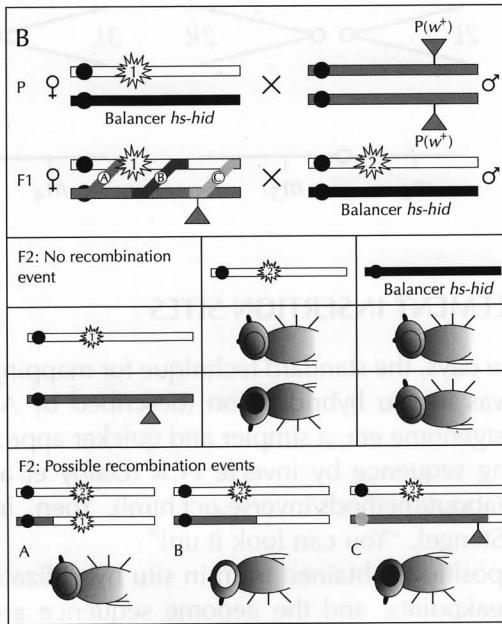 B
P(w⁺)
P ♀ 1 × ♂
Balancer hs-hid
P(w⁺)
F1 ♀ 1 A B C × 2 ♂
Balancer hs-hid
F2: No recombination
event
2
Balancer hs-hid
1
F2: Possible recombination events
2 2 2
1
A B C